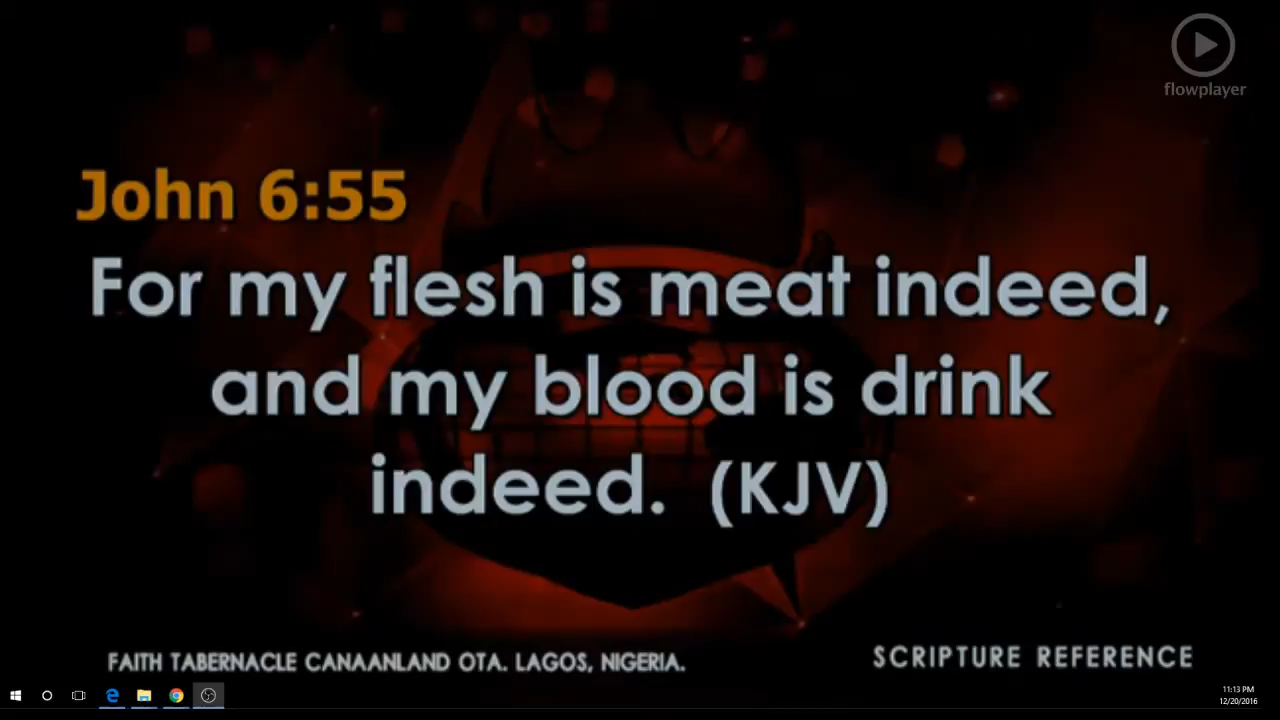 flowplayer
John 6:55
For my flesh is meat indeed,
and my blood is drink
indeed. (KJV)
FAITH TABERNACLE CANAANLAND OTA. LAGOS, NIGERIA.
SCRIPTURE REFERENCE
11:13 PM
12/20/2016